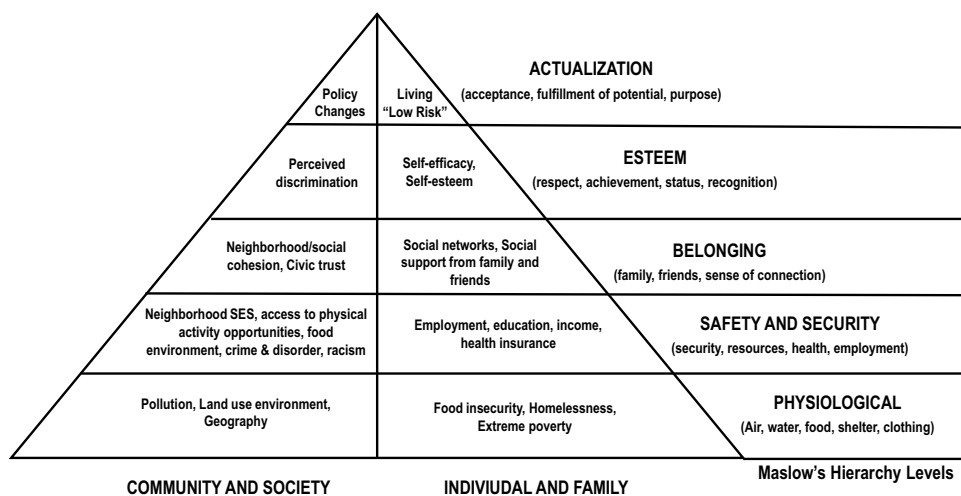 ACTUALIZATION
(acceptance, fulfillment of potential, purpose)
Policy
Changes
Living
“Low Risk”
ESTEEM
(respect, achievement, status, recognition)
Perceived
discrimination
Self-efficacy,
Self-esteem
BELONGING
(family, friends, sense of connection)
Neighborhood/social
cohesion, Civic trust
Social networks, Social
support from family and
friends
SAFETY AND SECURITY
(security, resources, health, employment)
Neighborhood SES, access to physical
activity opportunities, food
environment, crime & disorder, racism
Employment, education, income,
health insurance
PHYSIOLOGICAL
(Air, water, food, shelter, clothing)
Pollution, Land use environment,
Geography
Food insecurity, Homelessness,
Extreme poverty
Maslow’s Hierarchy Levels
COMMUNITY AND SOCIETY
INDIVIUDAL AND FAMILY